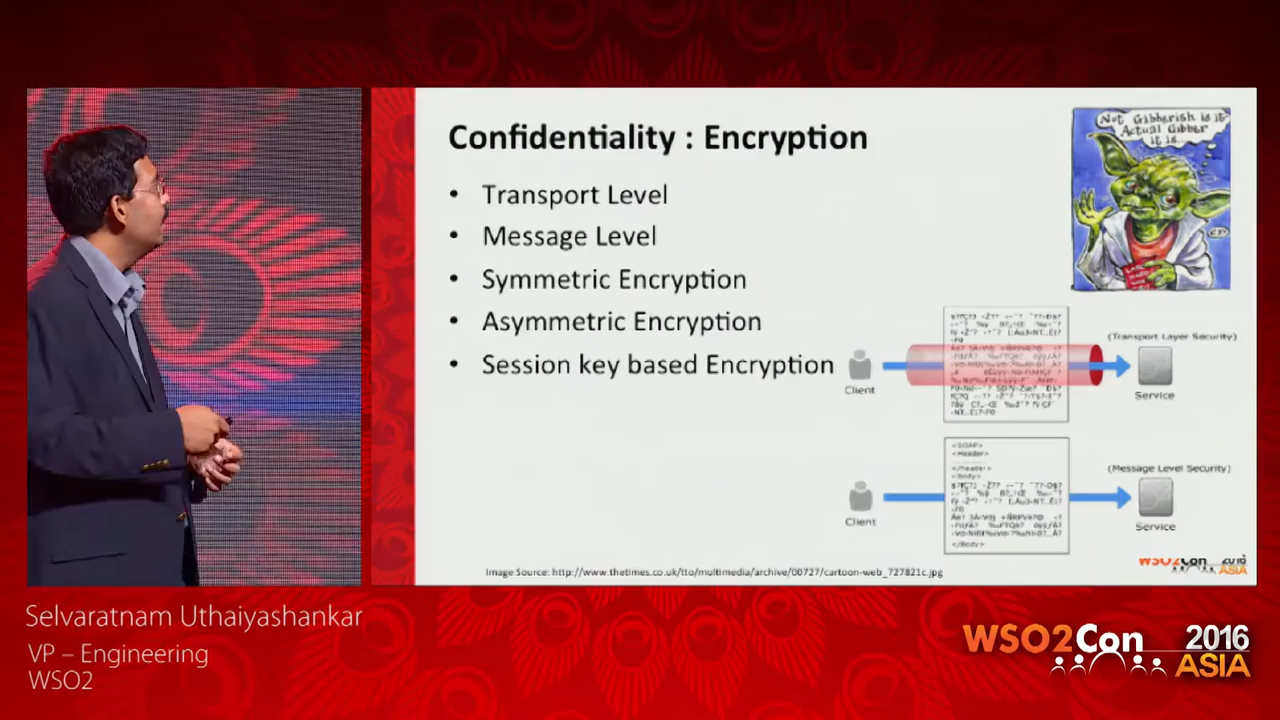 Confidentiality : Encryption
• Transport Level
• Message Level
• Symmetric Encryption
• Asymmetric Encryption
• Session key based Encryption
Not Gibberish is it
Actual Gibber
it is
(Transport Layer Security)
Client
Service
<SOAP>
<Header>
</header>
<Body>
</Body>
(Message Level Security)
Client
Service
Image Source: http://www.thetimes.co.uk/tto/multimedia/archive/00727/cartoon-web_727821c.jpg
WSO2Con 2016
ASIA
Selvaratnam Uthaiyashankar
VP – Engineering
WSO2
WSO2Con 2016
ASIA